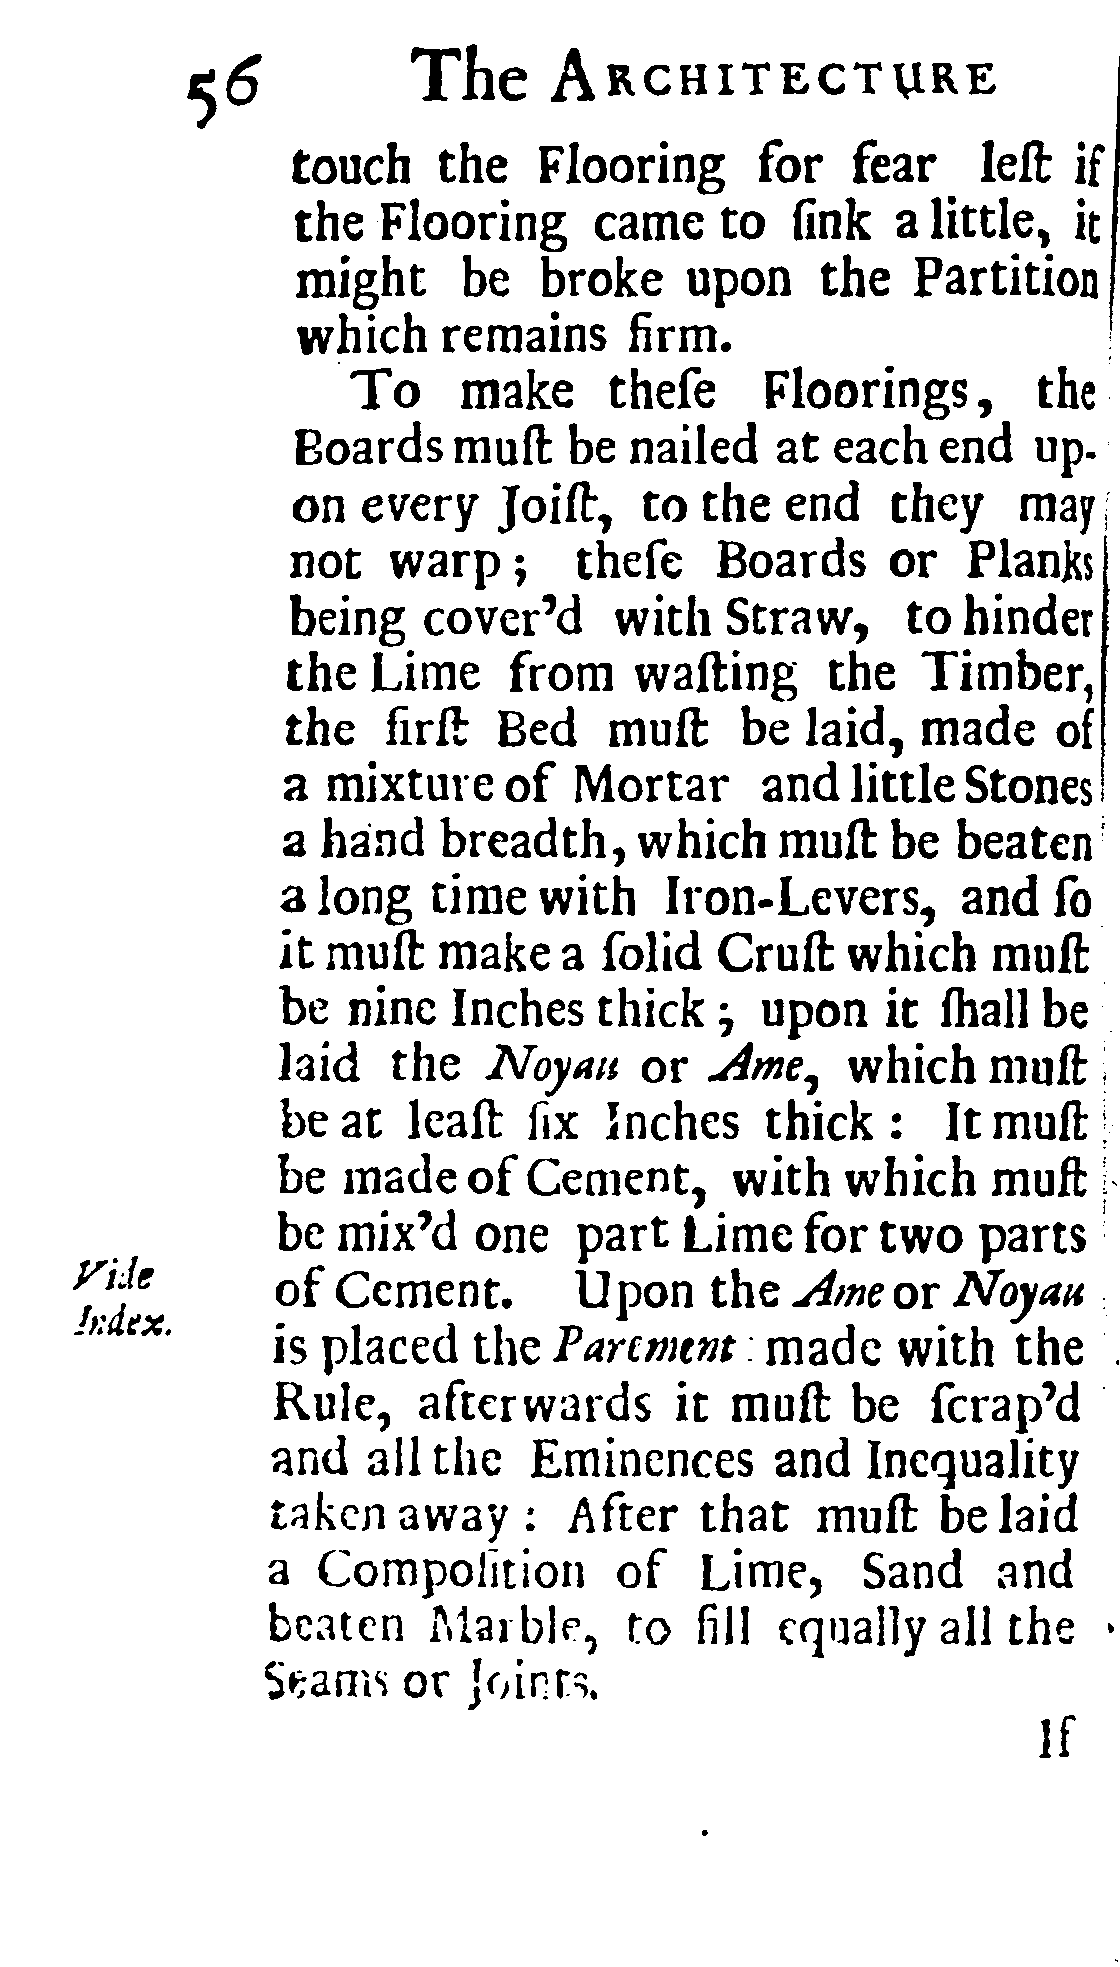 56 The ARCHITECTURE
touch the Flooring for fear leſt if
the Flooring came to ſink a little, it
might be broke upon the Partition
which remains firm.
To make theſe Floorings, the
Boards muſt be nailed at each end up-
on every Joiſt, to the end they may
not warp; theſe Boards or Planks
being cover'd with Straw, to hinder
the Lime from waſting the Timber,
the firſt Bed muſt be laid, made of
a mixture of Mortar and little Stones
a hand breadth, which muſt be beaten
a long time with Iron-Levers, and ſo
it muſt make a ſolid Cruſt which muſt
be nine Inches thick; upon it ſhall be
laid the Noyau or Ame, which muſt
be at leaſt ſix Inches thick: It muſt
be made of Cement, with which muſt
be mix'd one part Lime for two parts
Vide
Index.
of Cement. Upon the Ame or Noyau
is placed the Parement made with the
Rule, afterwards it muſt be ſcrap'd
and all the Eminences and Inequality
taken away: After that muſt be laid
a Compoſition of Lime, Sand and
beaten Marble, to fill equally all the
Seams or Joints.
If